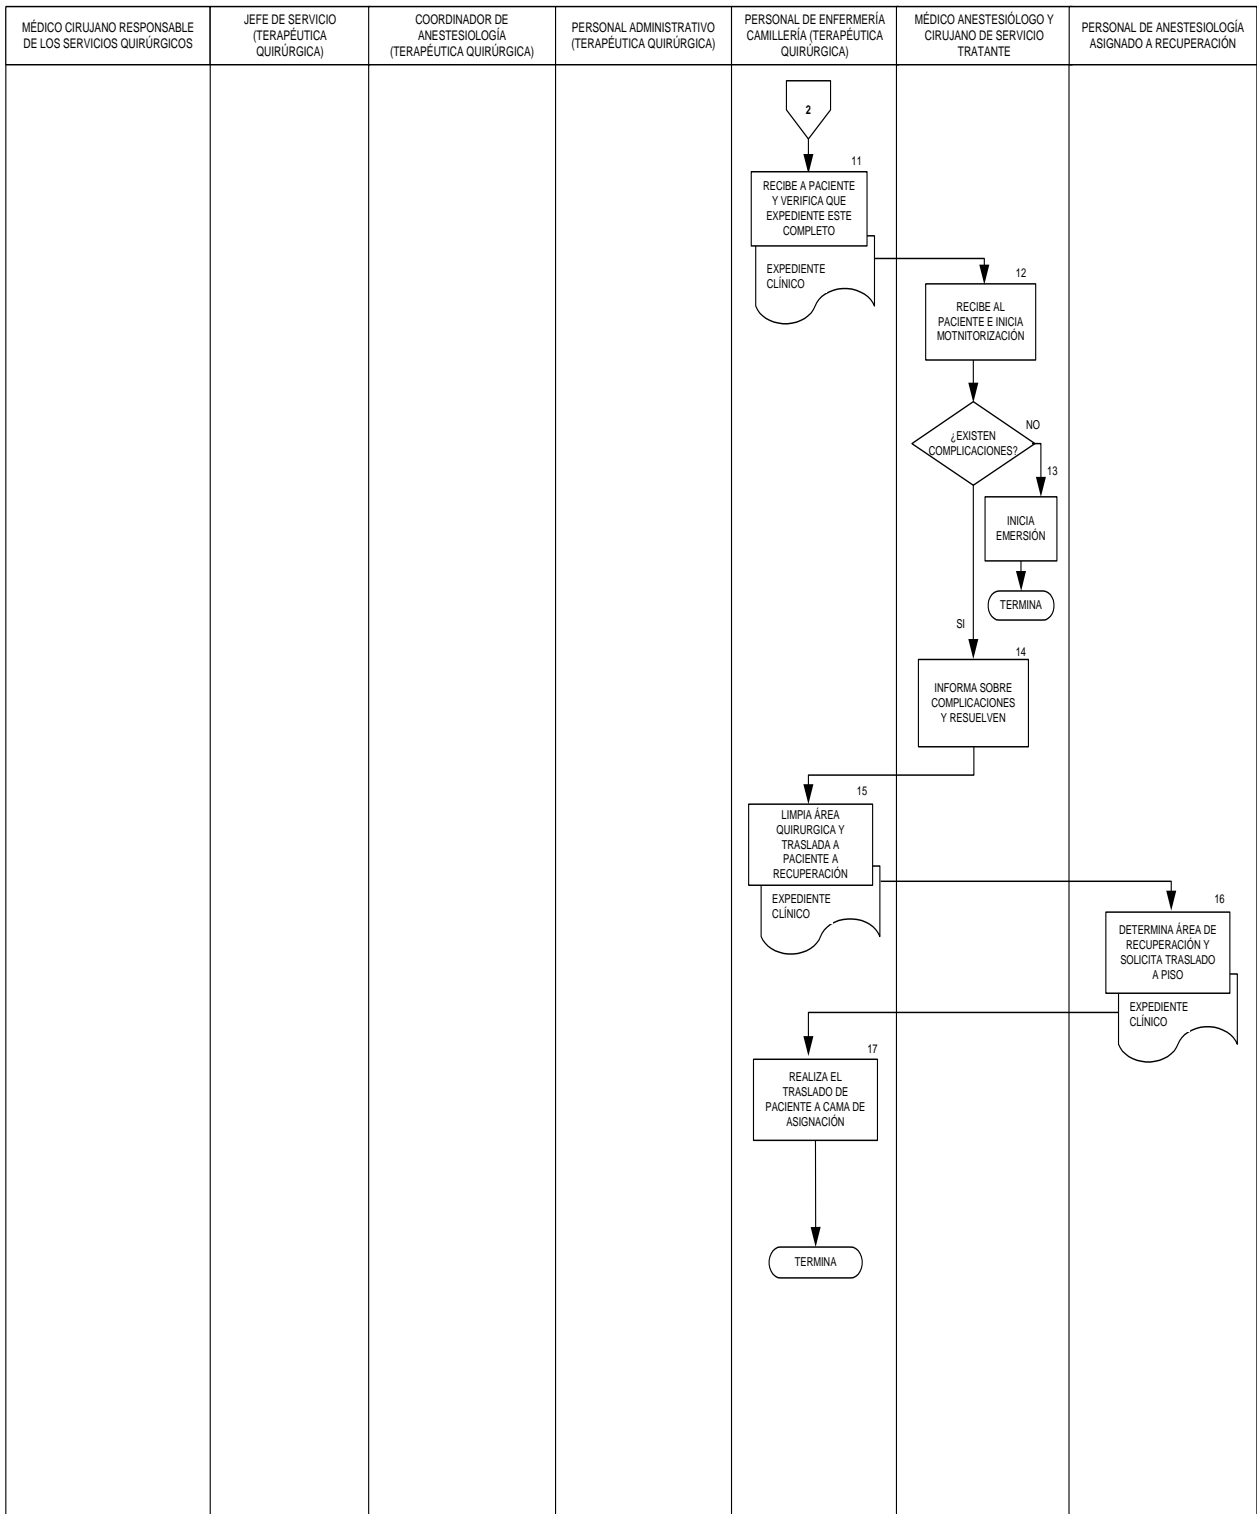 MÉDICO CIRUJANO RESPONSABLE
DE LOS SERVICIOS QUIRÚRGICOS
JEFE DE SERVICIO
(TERAPÉUTICA
QUIRÚRGICA)
COORDINADOR DE
ANESTESIOLOGÍA
(TERAPÉUTICA QUIRÚRGICA)
PERSONAL ADMINISTRATIVO
(TERAPÉUTICA QUIRÚRGICA)
PERSONAL DE ENFERMERÍA
CAMILLERÍA (TERAPÉUTICA
QUIRÚRGICA)
MÉDICO ANESTESIÓLOGO Y
CIRUJANO DE SERVICIO
TRATANTE
PERSONAL DE ANESTESIOLOGÍA
ASIGNADO A RECUPERACIÓN
2
11
RECIBE A PACIENTE
Y VERIFICA QUE
EXPEDIENTE ESTE
COMPLETO
EXPEDIENTE
CLÍNICO
12
RECIBE AL
PACIENTE E INICIA
MOTNITORIZACIÓN
¿EXISTEN
COMPLICACIONES?
NO
13
INICIA
EMERSIÓN
TERMINA
SI
14
INFORMA SOBRE
COMPLICACIONES
Y RESUELVEN
15
LIMPIA ÁREA
QUIRURGICA Y
TRASLADA A
PACIENTE A
RECUPERACIÓN
EXPEDIENTE
CLÍNICO
16
DETERMINA ÁREA DE
RECUPERACIÓN Y
SOLICITA TRASLADO
A PISO
EXPEDIENTE
CLÍNICO
17
REALIZA EL
TRASLADO DE
PACIENTE A CAMA DE
ASIGNACIÓN
TERMINA